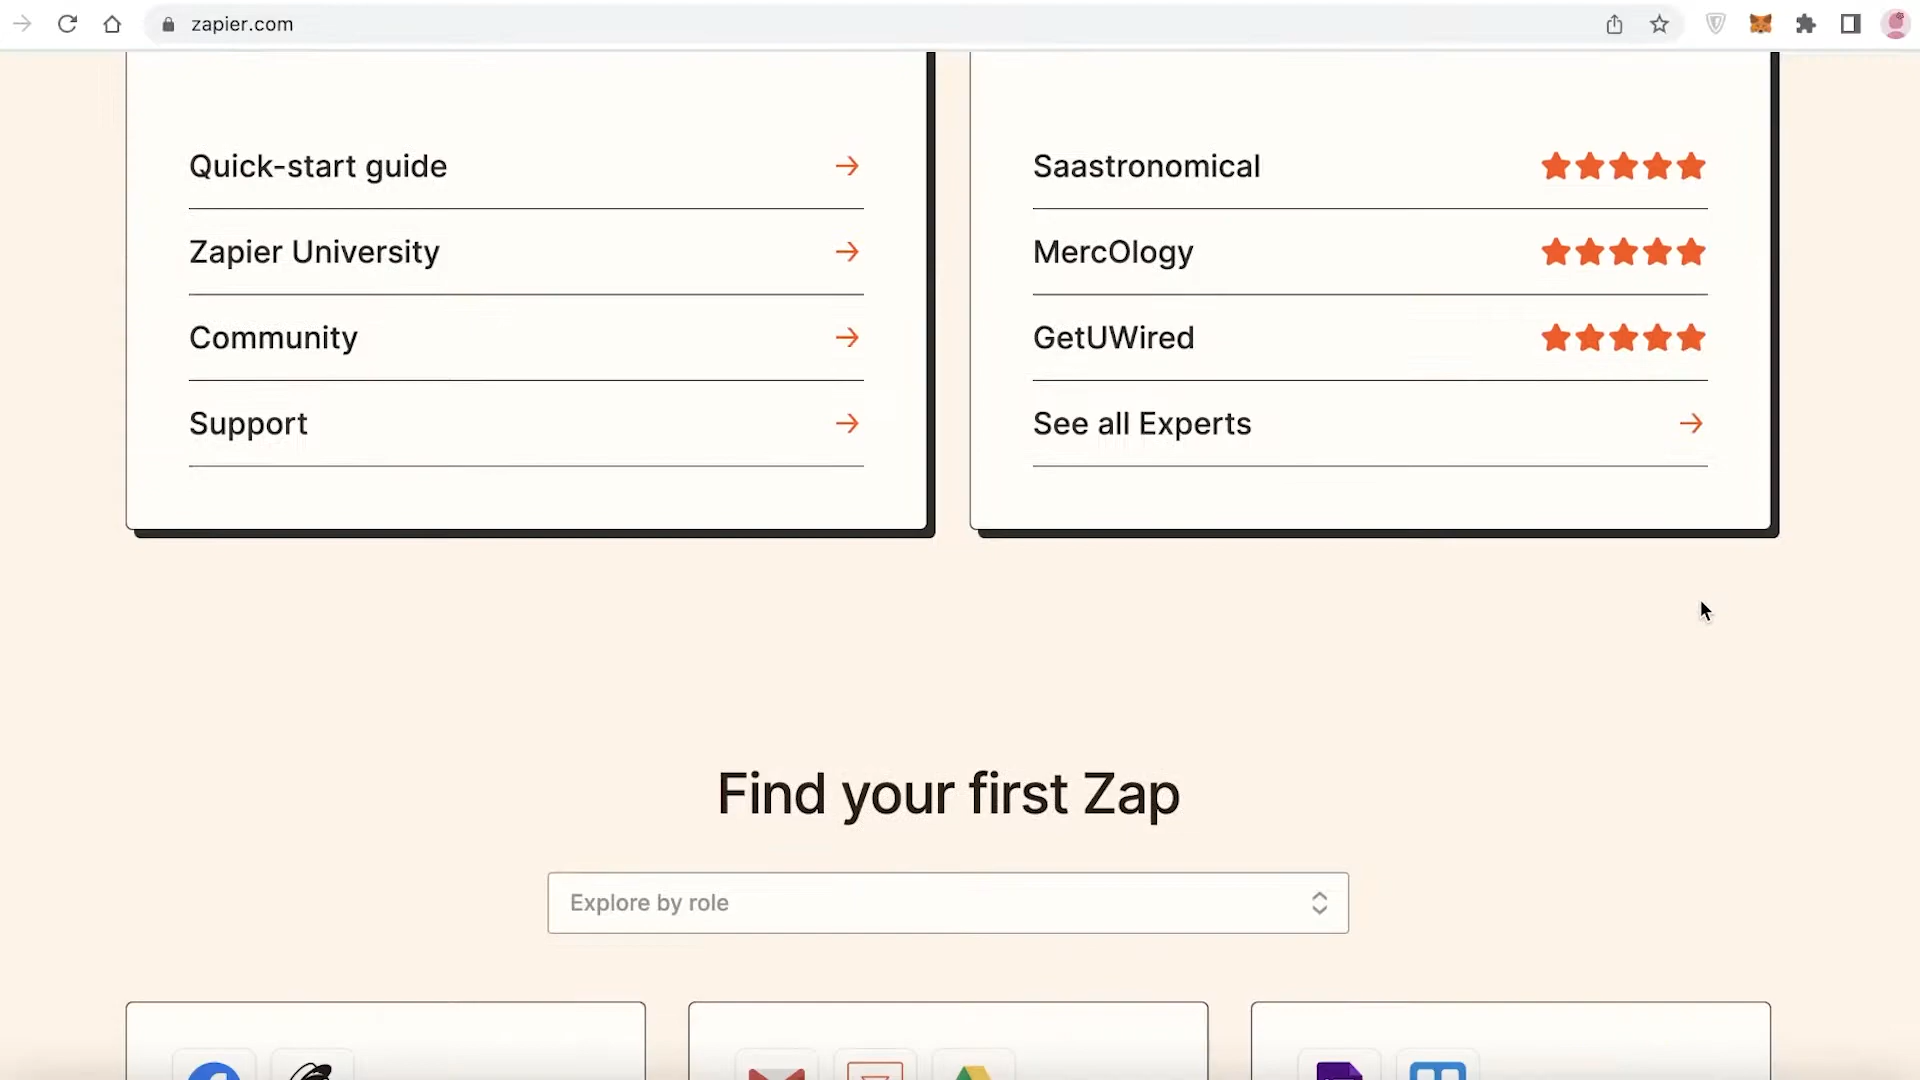 zapier.com
Quick-start guide
Zapier University
Community
Support
Saastronomical
MercOlogy
GetUWired
See all Experts
Find your first Zap
Explore by role